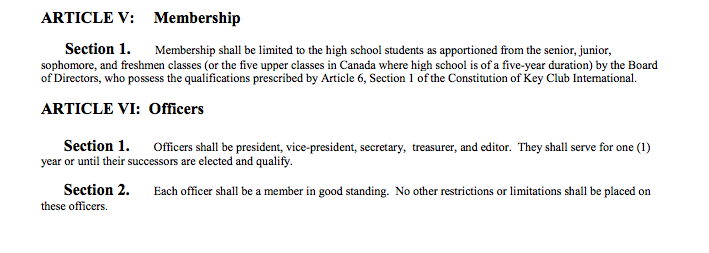 ARTICLE V: Membership
Section 1. Membership shall be limited to the high school students as apportioned from the senior, junior,
sophomore, and freshmen classes (or the five upper classes in Canada where high school is of a five-year duration) by the Board
of Directors, who possess the qualifications prescribed by Article 6, Section 1 of the Constitution of Key Club International.
ARTICLE VI: Officers
Section 1. Officers shall be president, vice-president, secretary, treasurer, and editor. They shall serve for one (1)
year or until their successors are elected and qualify.
Section 2. Each officer shall be a member in good standing. No other restrictions or limitations shall be placed on
these officers.